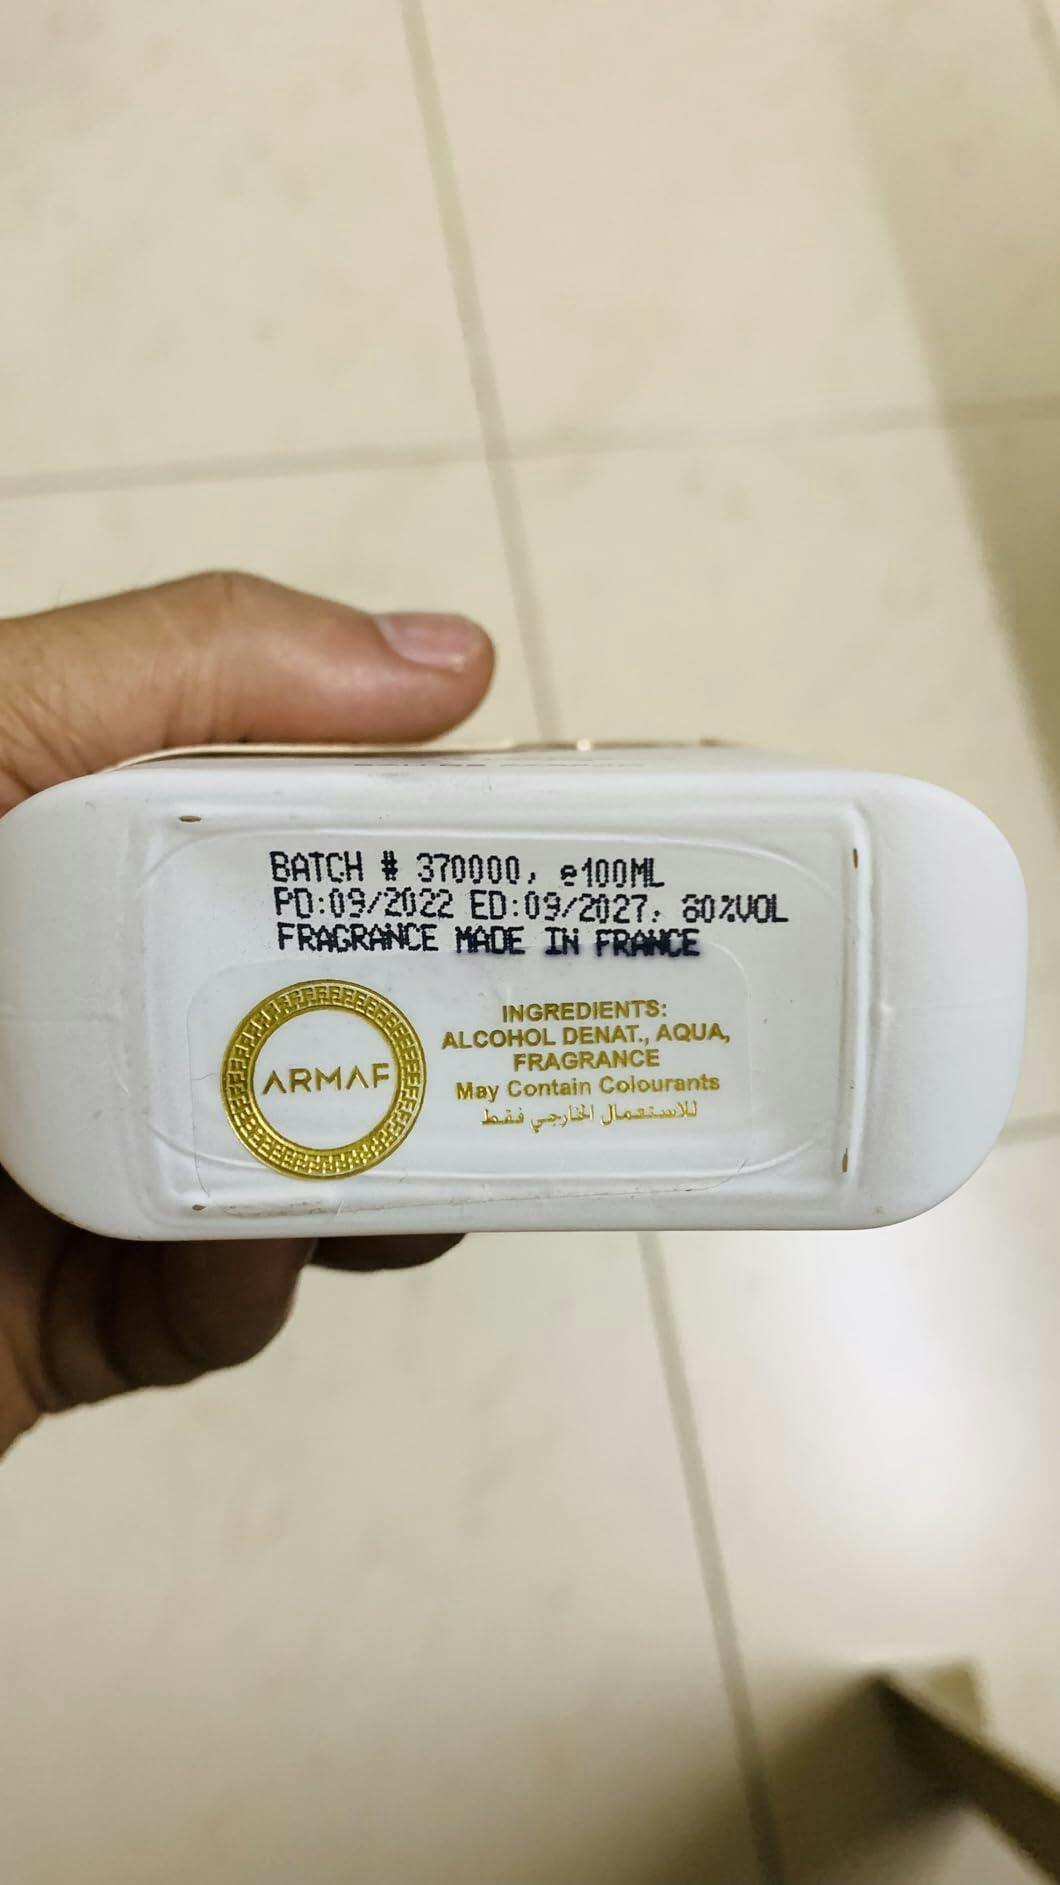 BATCH # 370000, e100ML
PD:09/2022 ED:09/2027, 80%VOL
FRAGRANCE MADE IN FRANCE
ARMAF
INGREDIENTS:
ALCOHOL DENAT., AQUA,
FRAGRANCE
May Contain Colourants
للاستعمال الخارجي فقط